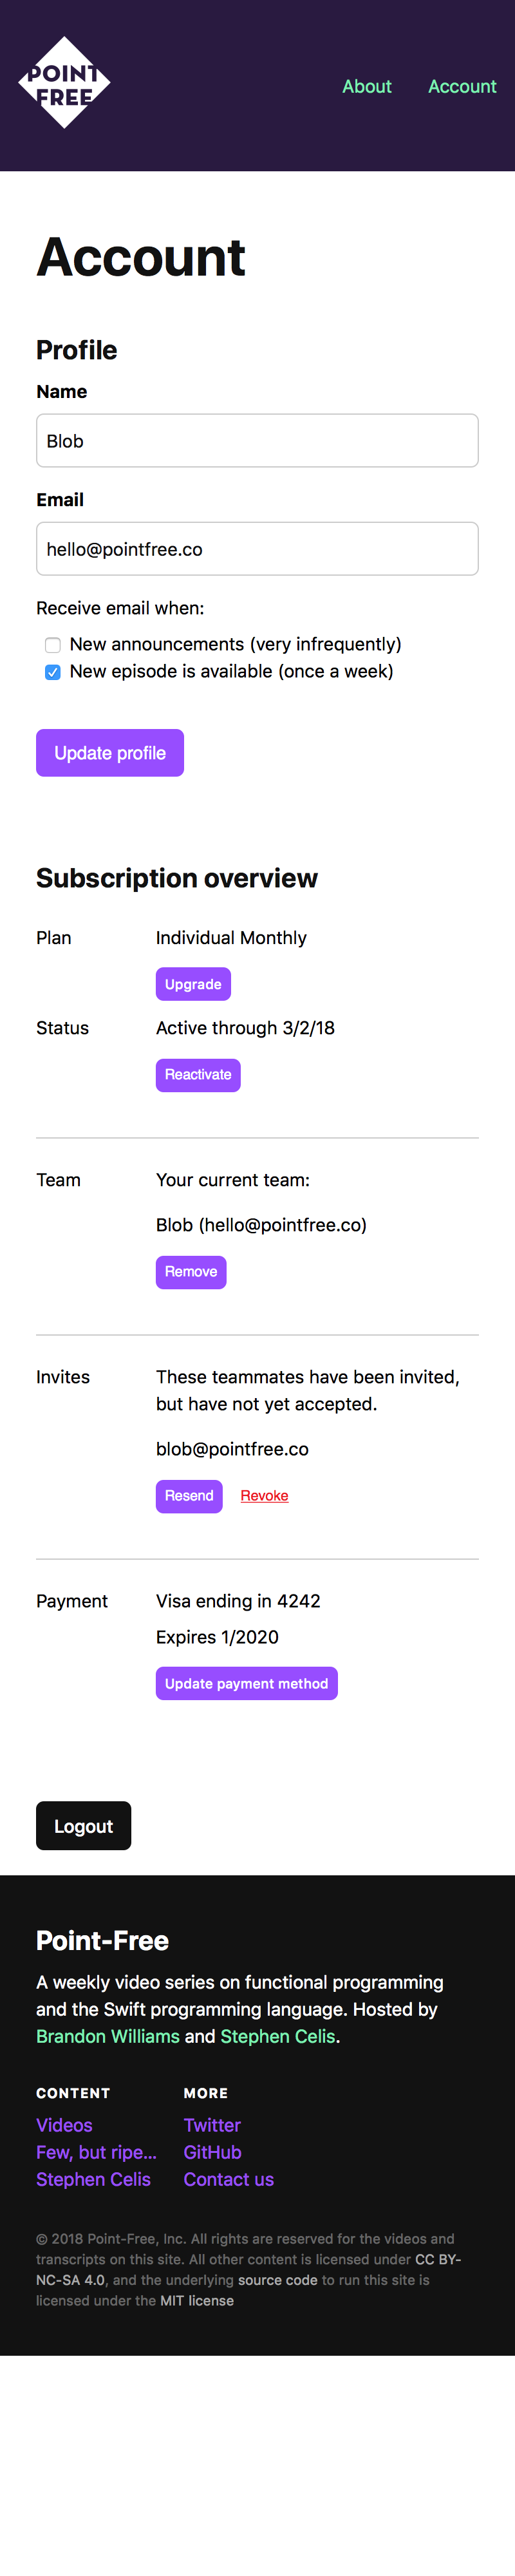 POINT
FREE
About
Account
Account
Profile
Name
Blob
Email
hello@pointfree.co
Receive email when:
New announcements (very infrequently)
New episode is available (once a week)
Update profile
Subscription overview
Plan
Individual Monthly
Upgrade
Status
Active through 3/2/18
Reactivate
Team
Your current team:
Blob (hello@pointfree.co)
Remove
Invites
These teammates have been invited,
but have not yet accepted.
blob@pointfree.co
Resend
Revoke
Payment
Visa ending in 4242
Expires 1/2020
Update payment method
Logout
Point-Free
A weekly video series on functional programming
and the Swift programming language. Hosted by
Brandon Williams and Stephen Celis.
CONTENT
Videos
Few, but ripe...
Stephen Celis
MORE
Twitter
GitHub
Contact us
© 2018 Point-Free, Inc. All rights are reserved for the videos and
transcripts on this site. All other content is licensed under CC BY-
NC-SA 4.0, and the underlying source code to run this site is
licensed under the MIT license